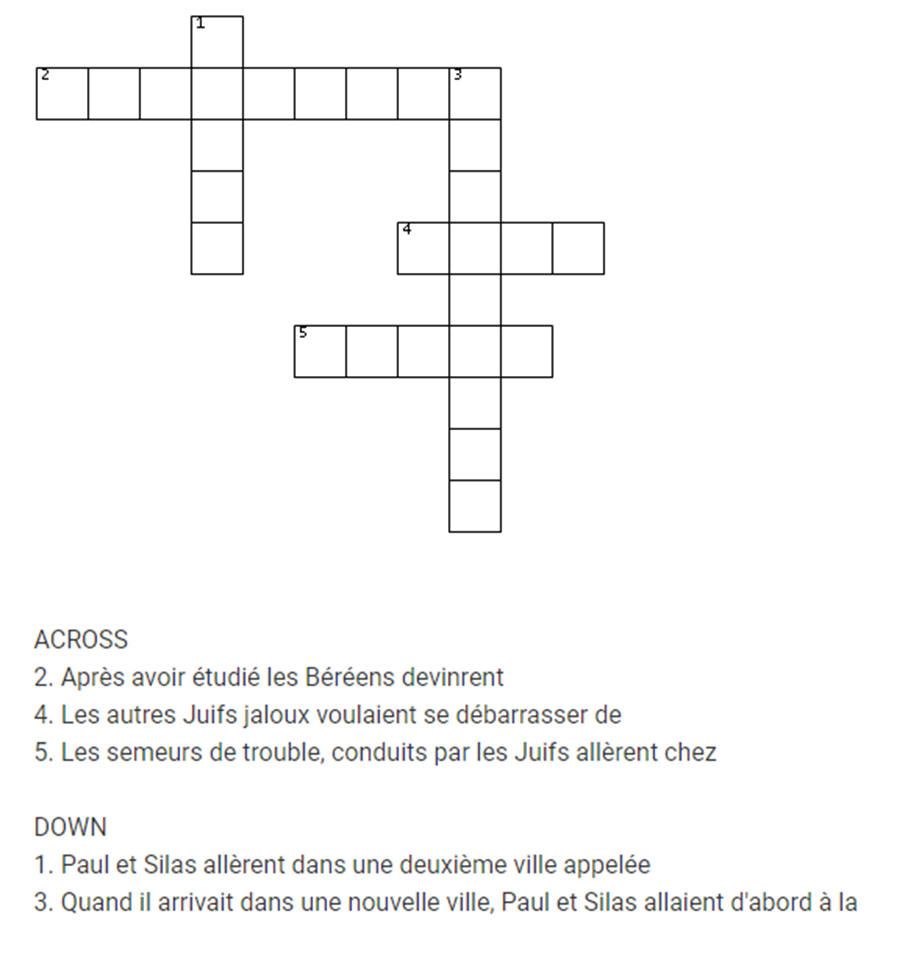 1
2
3
4
5
ACROSS
2. Après avoir étudié les Béréens devinrent
4. Les autres Juifs jaloux voulaient se débarrasser de
5. Les semeurs de trouble, conduits par les Juifs allèrent chez
DOWN
1. Paul et Silas allèrent dans une deuxième ville appelée
3. Quand il arrivait dans une nouvelle ville, Paul et Silas allaient d'abord à la